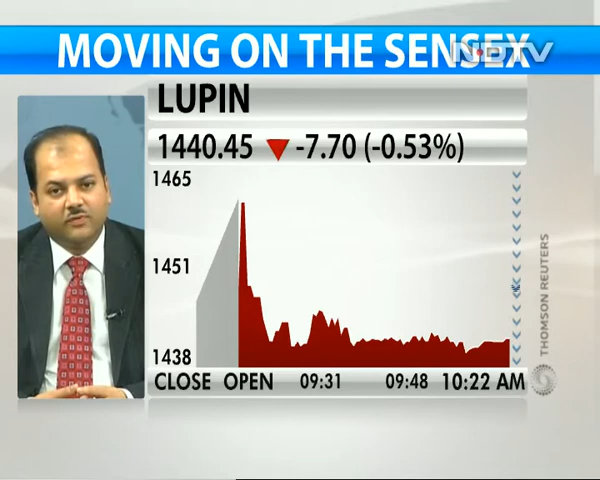 MOVING ON THE SENSEX
NDTV
LUPIN
1440.45 ▼ -7.70 (-0.53%)
1465
1451
1438
CLOSE OPEN 09:31 09:48 10:22 AM
THOMSON REUTERS